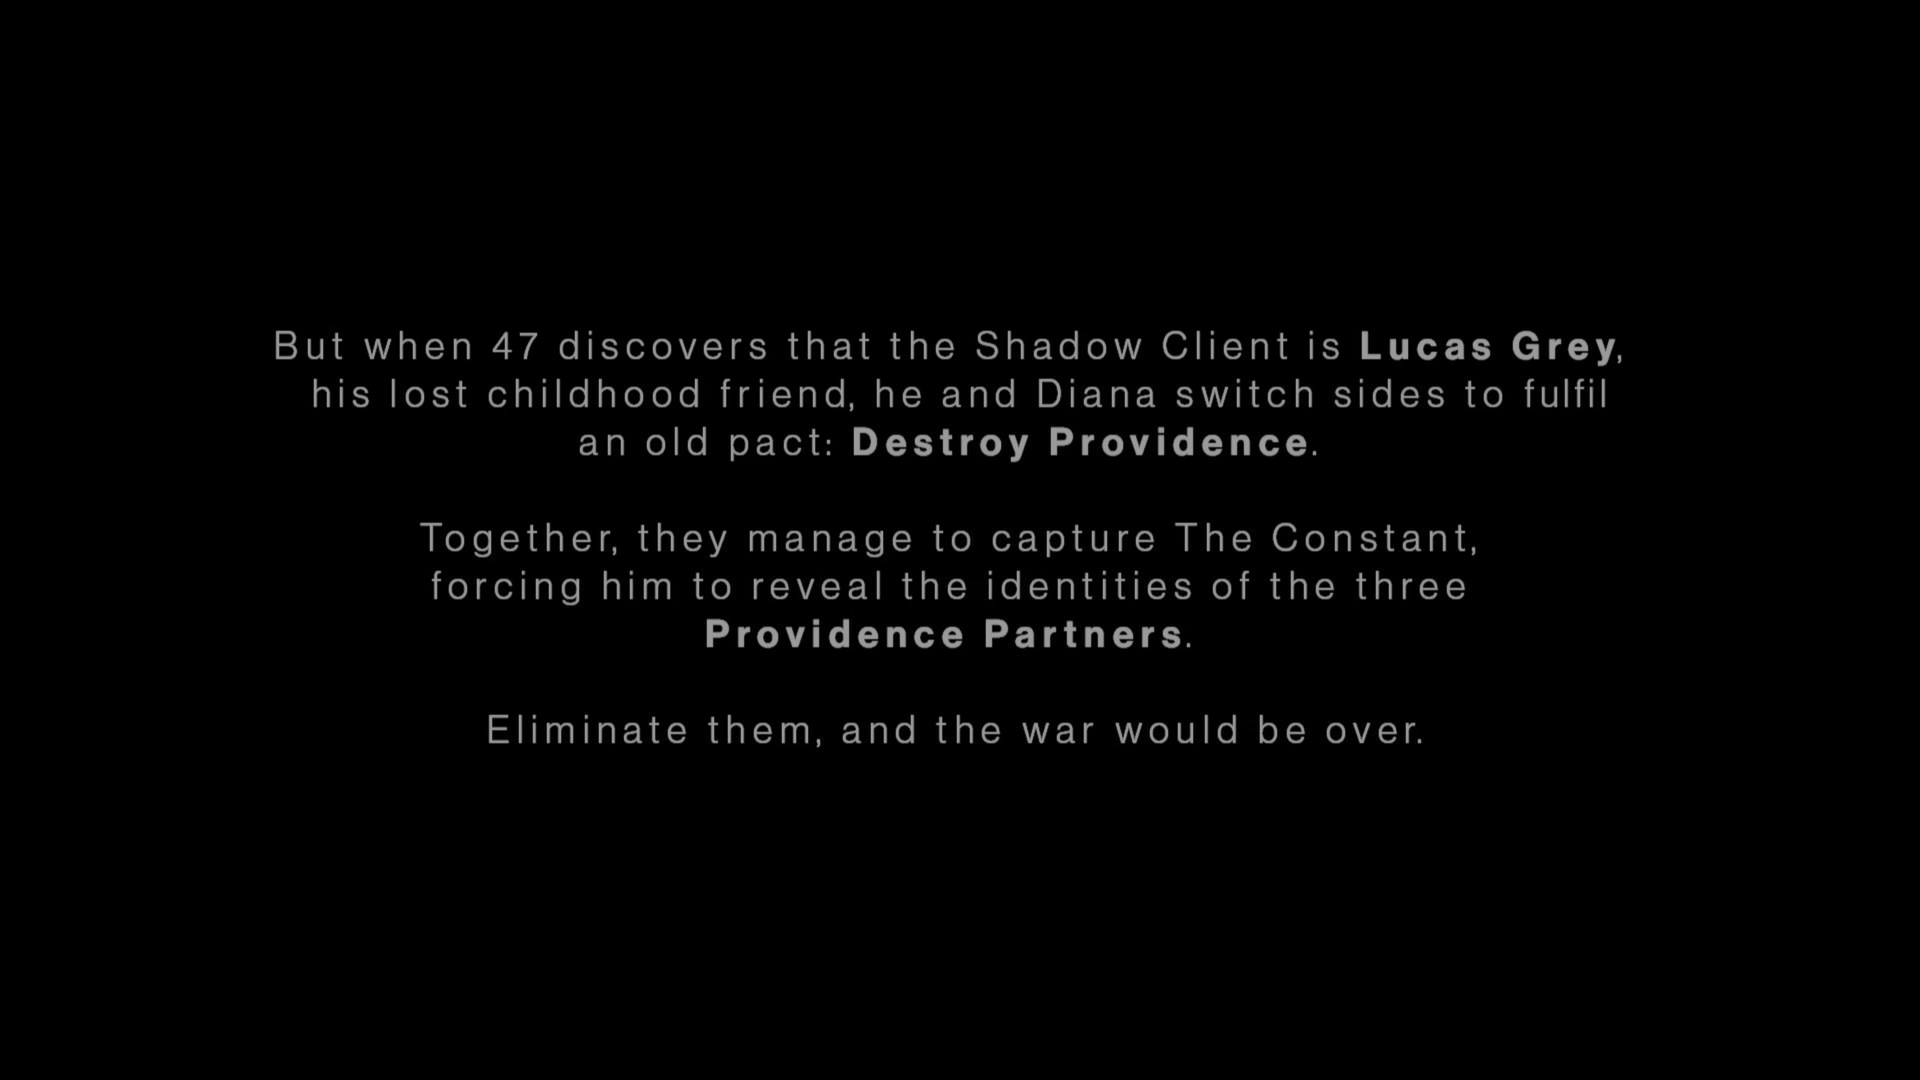 But when 47 discovers that the Shadow Client is Lucas Grey,
his lost childhood friend, he and Diana switch sides to fulfil
an old pact: Destroy Providence.
Together, they manage to capture The Constant,
forcing him to reveal the identities of the three
Providence Partners.
Eliminate them, and the war would be over.